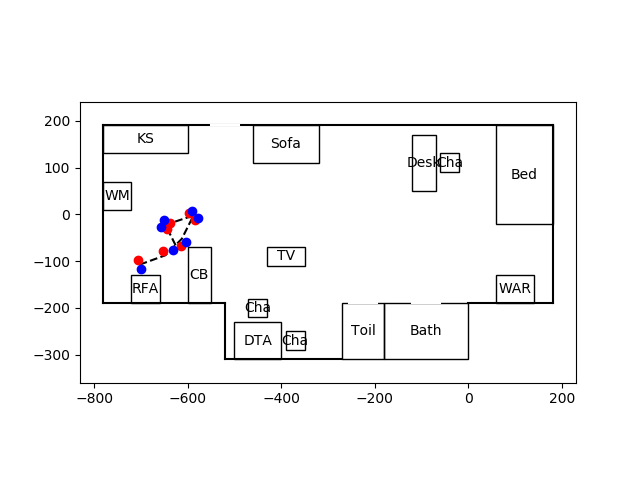 200
100
0
−100
−200
−300
KS
Sofa
Desk
Cha
Bed
WM
TV
RFA
CB
WAR
Cha
DTA
Cha
Toil
Bath
−800
−600
−400
−200
0
200